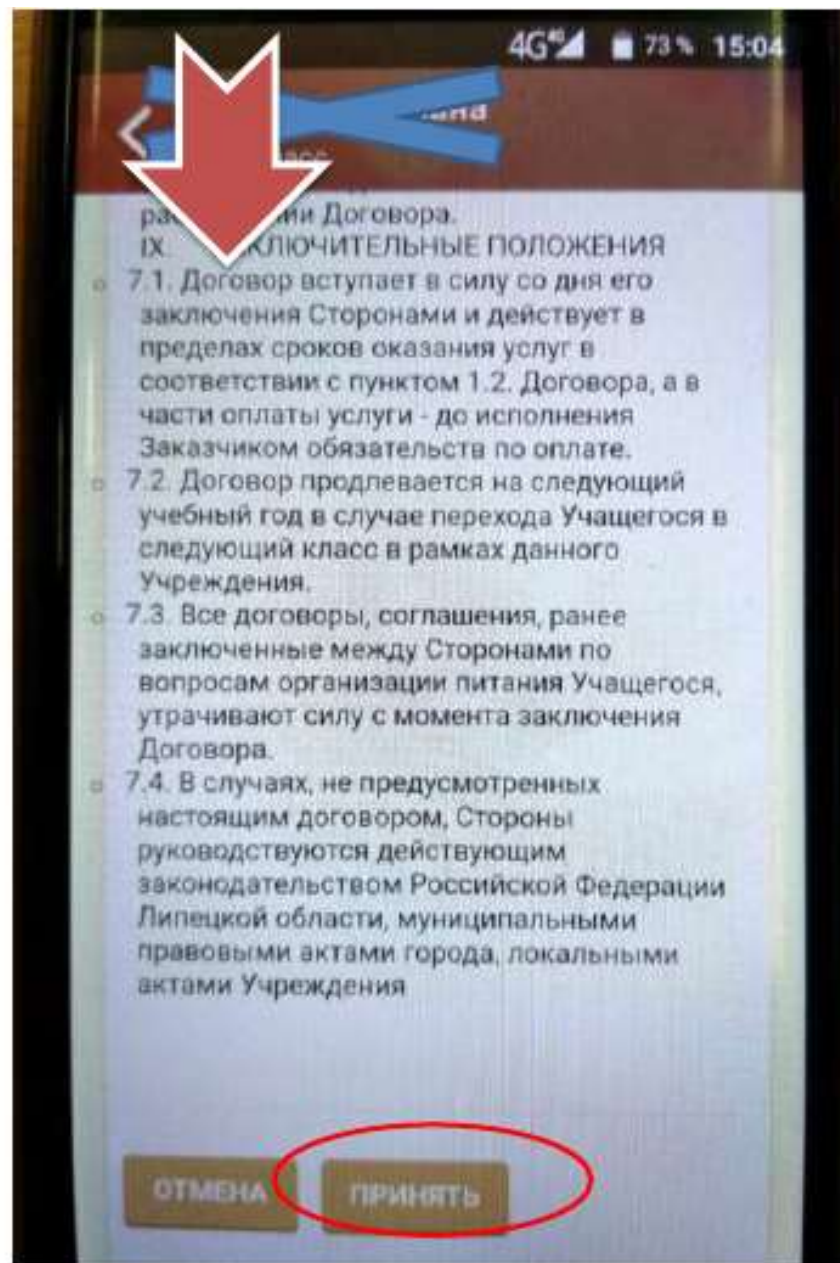 4G 4G 73 % 15:04
Договора.
IX. ЗАКЛЮЧИТЕЛЬНЫЕ ПОЛОЖЕНИЯ
7.1. Договор вступает в силу со дня его
заключения Сторонами и действует в
пределах сроков оказания услуг в
соответствии с пунктом 1.2. Договора, а в
части оплаты услуги - до исполнения
Заказчиком обязательств по оплате.
7.2. Договор продлевается на следующий
учебный год в случае перехода Учащегося в
следующий класс в рамках данного
Учреждения.
7.3. Все договоры, соглашения, ранее
заключенные между Сторонами по
вопросам организации питания Учащегося,
утрачивают силу с момента заключения
Договора.
7.4. В случаях, не предусмотренных
настоящим договором, Стороны
руководствуются действующим
законодательством Российской Федерации
Липецкой области, муниципальными
правовыми актами города, локальными
актами Учреждения
ОТМЕНА ПРИНЯТЬ